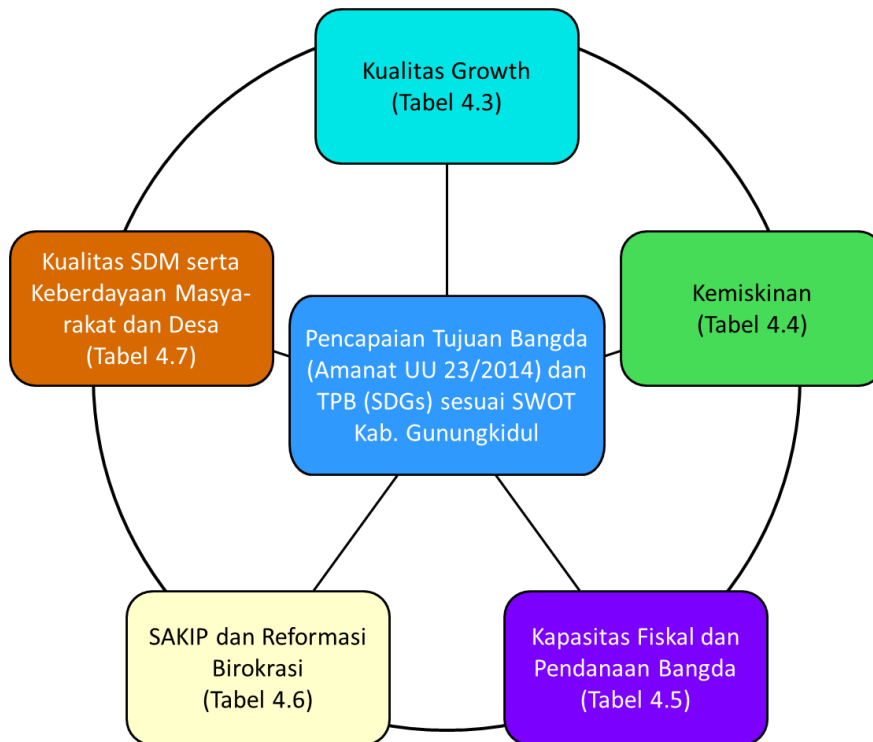 Kualitas Growth
(Tabel 4.3)
Kualitas SDM serta
Keberdayaan Masya-
rakat dan Desa
(Tabel 4.7)
Kemiskinan
(Tabel 4.4)
Pencapaian Tujuan Bangda
(Amanat UU 23/2014) dan
TPB (SDGs) sesuai SWOT
Kab. Gunungkidul
SAKIP dan Reformasi
Birokrasi
(Tabel 4.6)
Kapasitas Fiskal dan
Pendanaan Bangda
(Tabel 4.5)